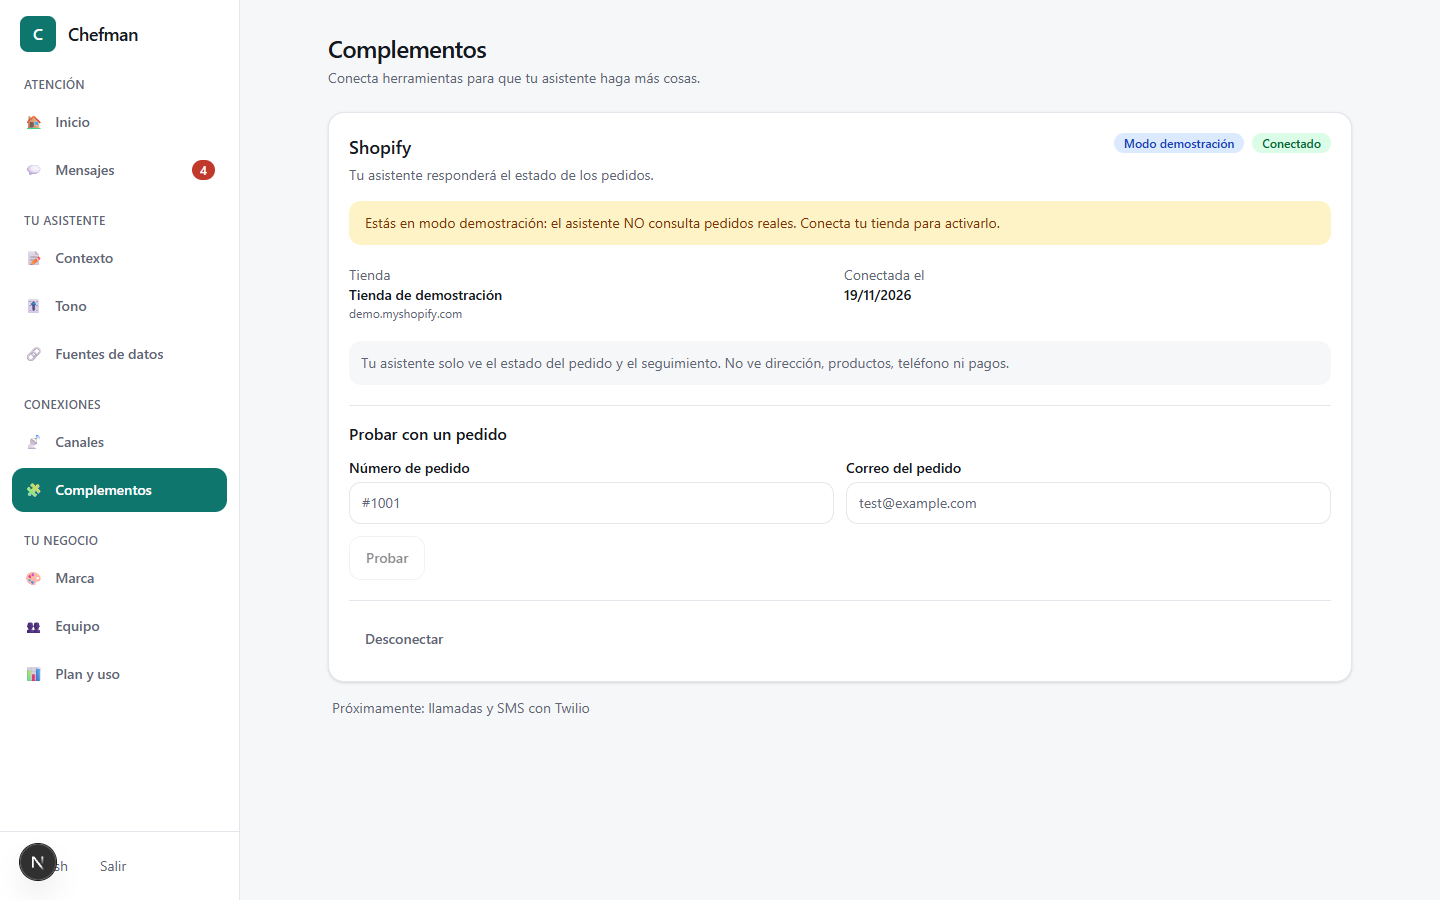 C Chefman
ATENCIÓN
Inicio
Mensajes 4
TU ASISTENTE
Contexto
Tono
Fuentes de datos
CONEXIONES
Canales
Complementos
TU NEGOCIO
Marca
Equipo
Plan y uso
N sh Salir
Complementos
Conecta herramientas para que tu asistente haga más cosas.
Shopify
Modo demostración Conectado
Tu asistente responderá el estado de los pedidos.
Estás en modo demostración: el asistente NO consulta pedidos reales. Conecta tu tienda para activarlo.
Tienda
Tienda de demostración
demo.myshopify.com
Conectada el
19/11/2026
Tu asistente solo ve el estado del pedido y el seguimiento. No ve dirección, productos, teléfono ni pagos.
Probar con un pedido
Número de pedido
#1001
Correo del pedido
test@example.com
Probar
Desconectar
Próximamente: llamadas y SMS con Twilio